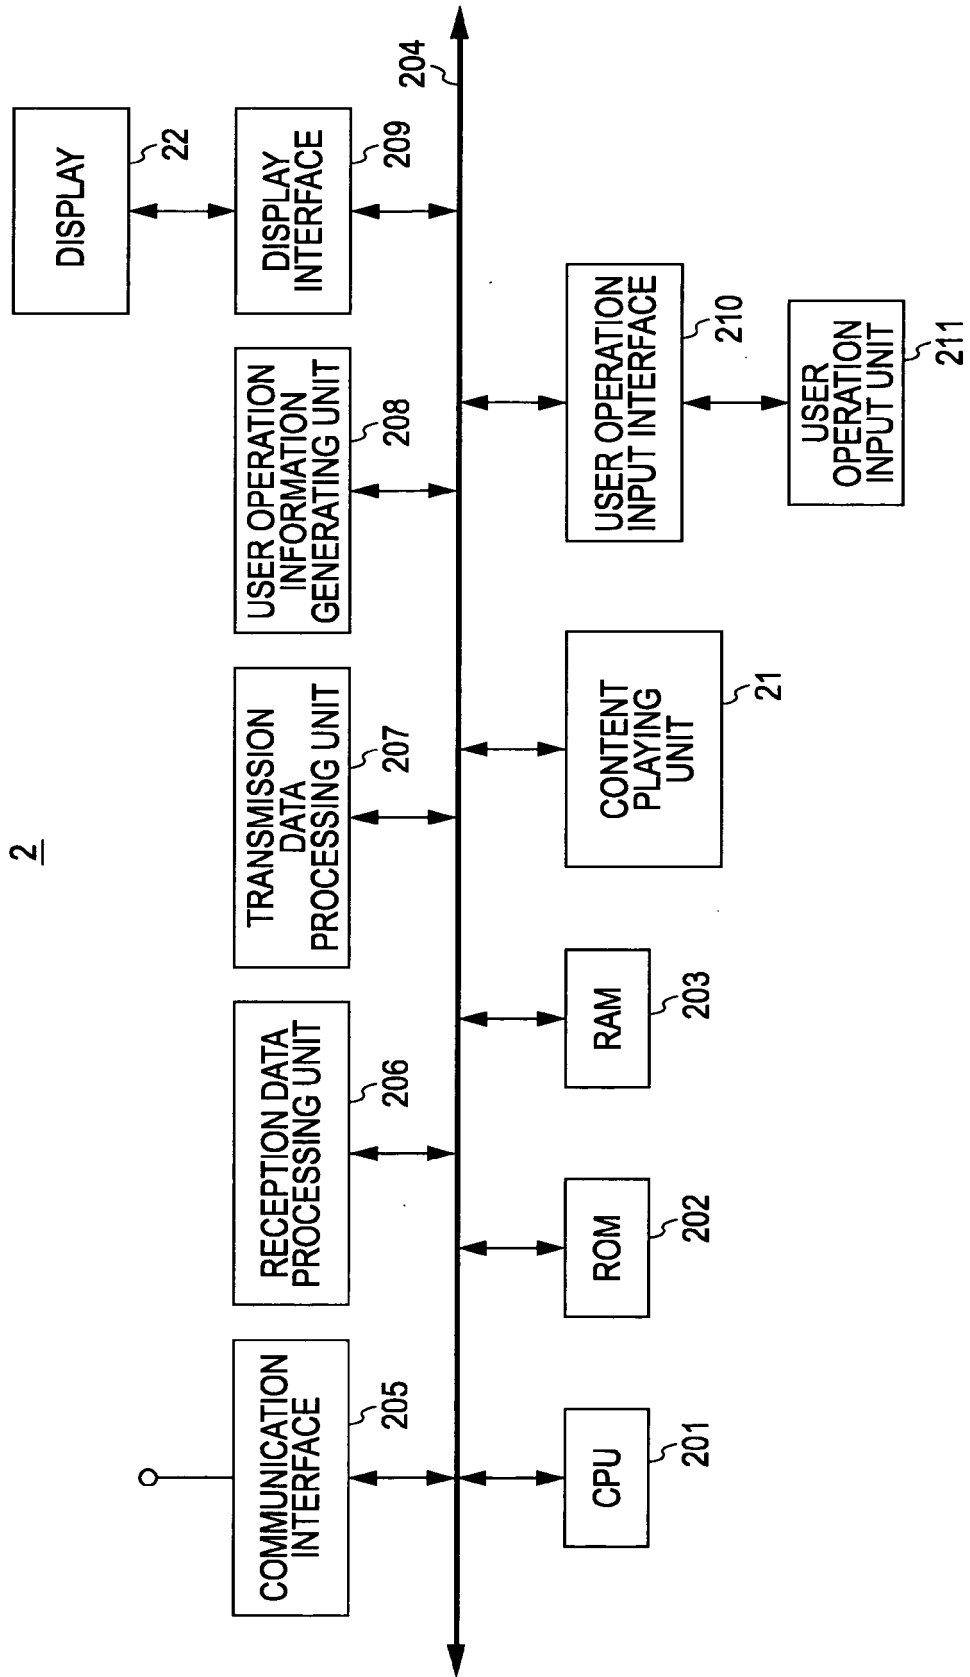 2
DISPLAY
22
COMMUNICATION
INTERFACE
205
RECEPTION DATA
PROCESSING UNIT
206
TRANSMISSION
DATA
PROCESSING UNIT
207
USER OPERATION
INFORMATION
GENERATING UNIT
208
DISPLAY
INTERFACE
209
204
CPU
201
ROM
202
RAM
203
CONTENT
PLAYING
UNIT
21
USER OPERATION
INPUT INTERFACE
210
USER
OPERATION
INPUT UNIT
211